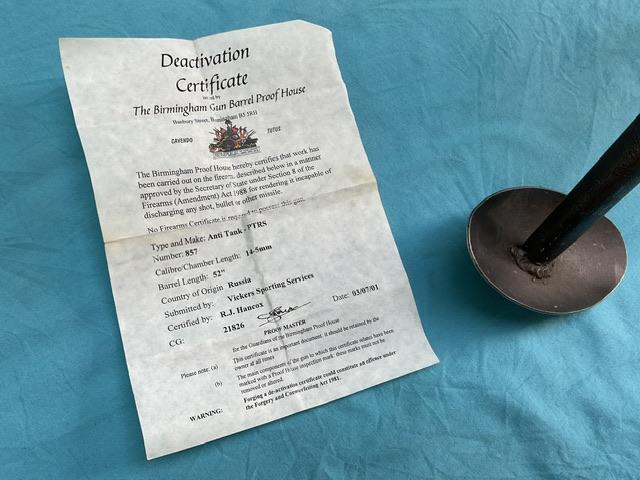 Deactivation
Certificate
issued by
The Birmingham Gun Barrel Proof House
Banbury Street, Birmingham B5 5RH
CAVENDO TUTUS
The Birmingham Proof House hereby certifies that work has
been carried out on the firearm described below in a manner
approved by the Secretary of State under Section 8 of the
Firearms (Amendment) Act 1988 for rendering it incapable of
discharging any shot, bullet or other missile.
No Firearms Certificate is required to possess this gun.
Type and Make: Anti Tank - PTRS
Number: 857
Calibre/Chamber Length: 14-5mm
Barrel Length: 52"
Country of Origin Russia
Submitted by: Vickers Sporting Services
Certified by: R.J. Hancox
CG: 21826 Date: 03/07/01
PROOF MASTER
for the Guardians of the Birmingham Proof House
Please note: (a) This certificate is an important document, it should be retained by the
owner at all times
(b) The main components of the gun to which this certificate relates have been
marked with a Proof House inspection mark, these marks must not be
removed or altered.
WARNING: Forging a de-activation certificate could constitute an offence under
the Forgery and Counterfeiting Act 1981.